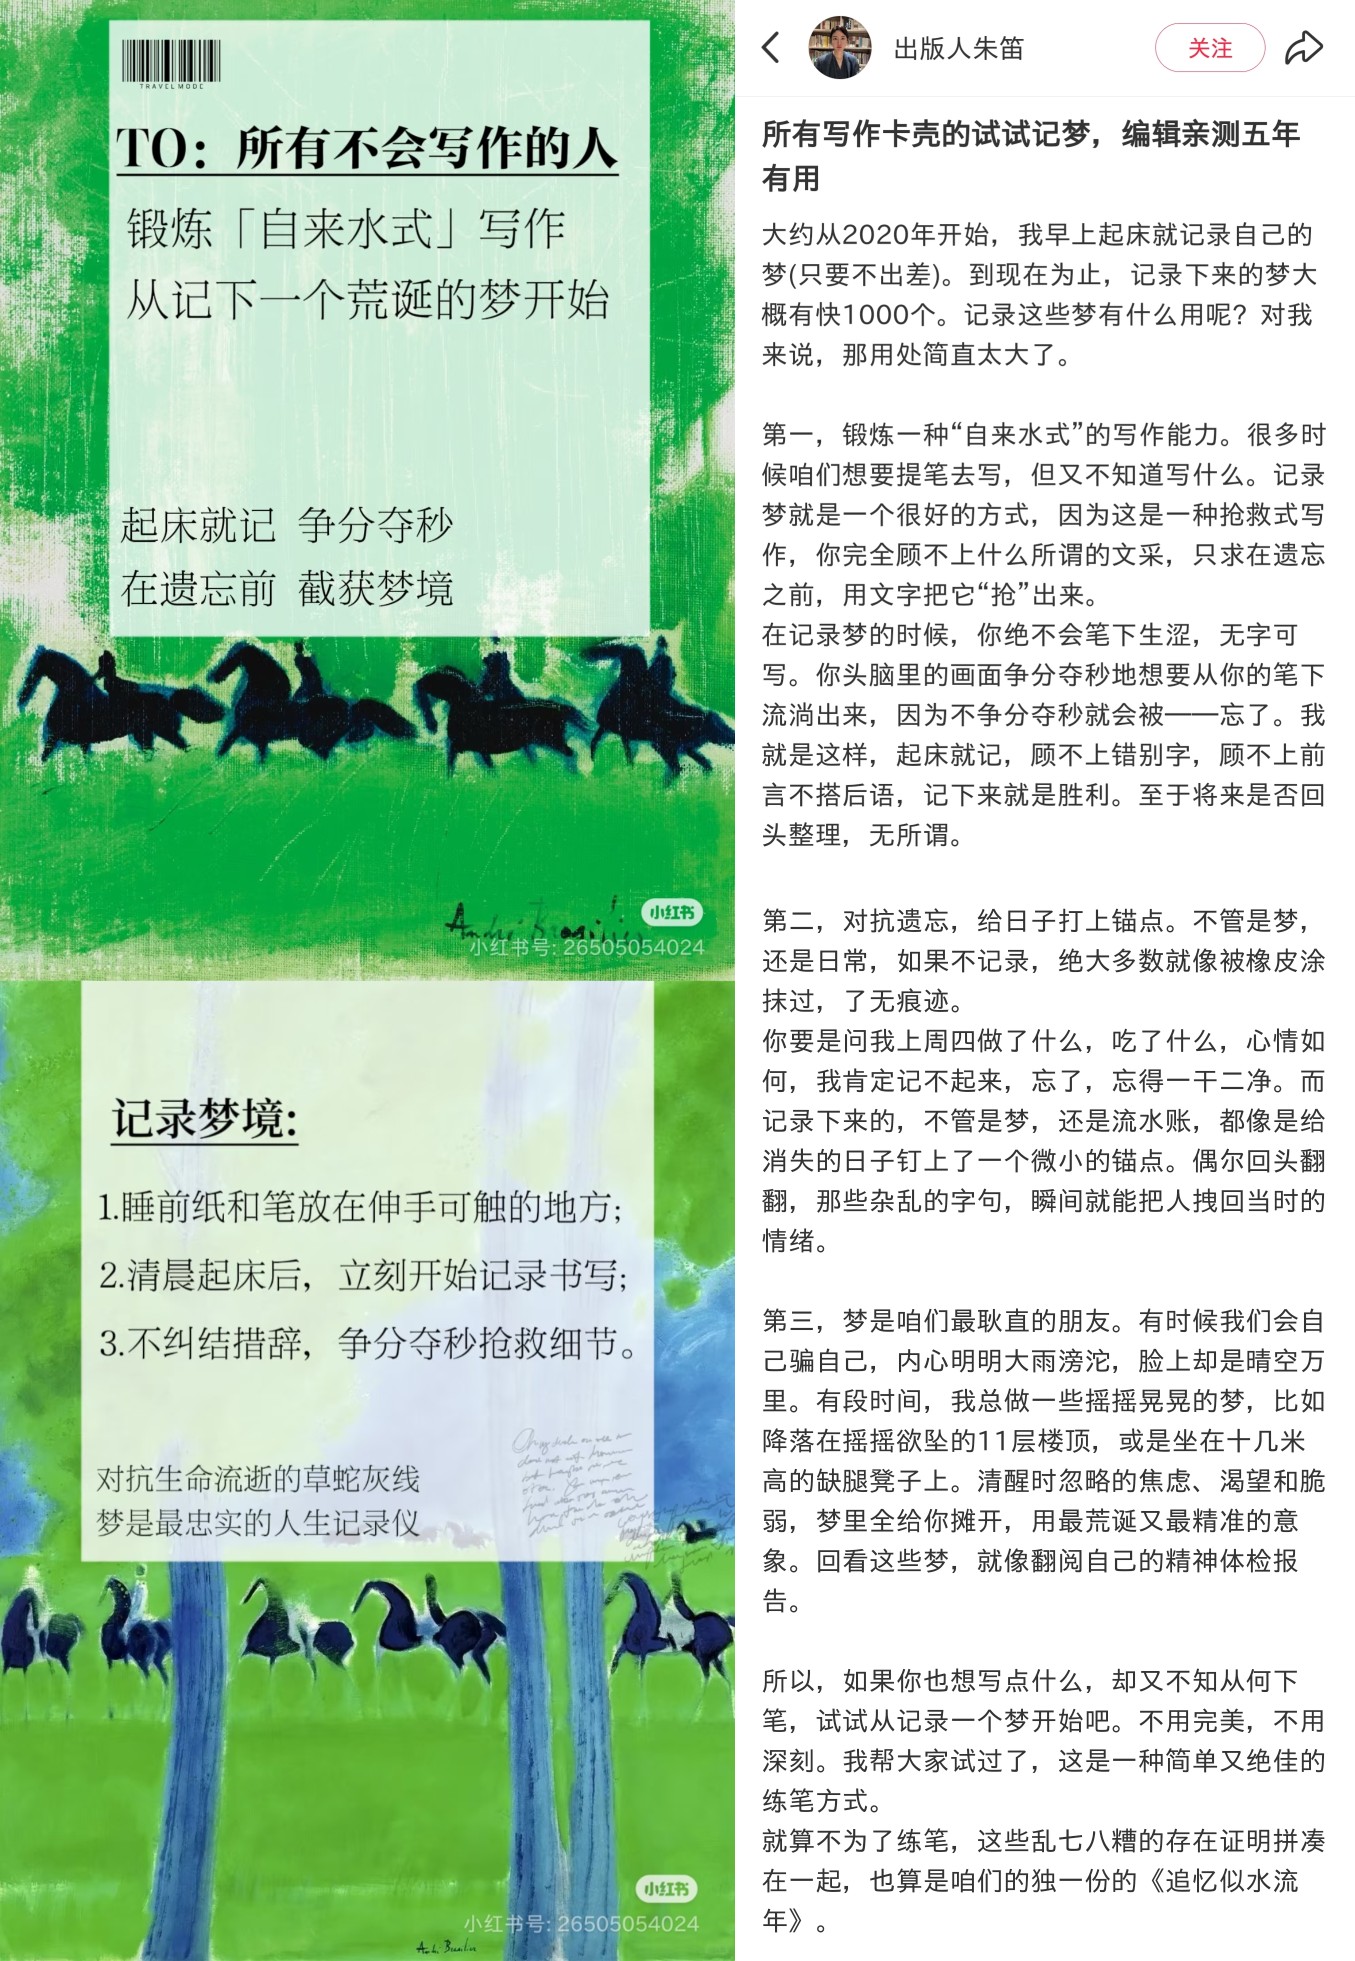 TRAVELMODE
TO：所有不会写作的人
锻炼「自来水式」写作
从记下一个荒诞的梦开始
起床就记 争分夺秒
在遗忘前 截获梦境
小红书
小红书号: 26505054024
记录梦境:
1.睡前纸和笔放在伸手可触的地方;
2.清晨起床后，立刻开始记录书写;
3.不纠结措辞，争分夺秒抢救细节。
对抗生命流逝的草蛇灰线
梦是最忠实的人生记录仪
小红书
小红书号: 26505054024
出版人朱笛
关注
所有写作卡壳的试试记梦，编辑亲测五年
有用
大约从2020年开始，我早上起床就记录自己的
梦(只要不出差)。到现在为止，记录下来的梦大
概有快1000个。记录这些梦有什么用呢？对我
来说，那用处简直太大了。
第一，锻炼一种“自来水式”的写作能力。很多时
候咱们想要提笔去写，但又不知道写什么。记录
梦就是一个很好的方式，因为这是一种抢救式写
作，你完全顾不上什么所谓的文采，只求在遗忘
之前，用文字把它“抢”出来。
在记录梦的时候，你绝不会笔下生涩，无字可
写。你头脑里的画面争分夺秒地想要从你的笔下
流淌出来，因为不争分夺秒就会被——忘了。我
就是这样，起床就记，顾不上错别字，顾不上前
言不搭后语，记下来就是胜利。至于将来是否回
头整理，无所谓。
第二，对抗遗忘，给日子打上锚点。不管是梦，
还是日常，如果不记录，绝大多数就像被橡皮涂
抹过，了无痕迹。
你要是问我上周四做了什么，吃了什么，心情如
何，我肯定记不起来，忘了，忘得一干二净。而
记录下来的，不管是梦，还是流水账，都像是给
消失的日子钉上了一个微小的锚点。偶尔回头翻
翻，那些杂乱的字句，瞬间就能把人拽回当时的
情绪。
第三，梦是咱们最耿直的朋友。有时候我们会自
己骗自己，内心明明大雨滂沱，脸上却是晴空万
里。有段时间，我总做一些摇摇晃晃的梦，比如
降落在摇摇欲坠的11层楼顶，或是坐在十几米
高的缺腿凳子上。清醒时忽略的焦虑、渴望和脆
弱，梦里全给你摊开，用最荒诞又最精准的意
象。回看这些梦，就像翻阅自己的精神体检报
告。
所以，如果你也想写点什么，却又不知从何下
笔，试试从记录一个梦开始吧。不用完美，不用
深刻。我帮大家试过了，这是一种简单又绝佳的
练笔方式。
就算不为了练笔，这些乱七八糟的存在证明拼凑
在一起，也算是咱们的独一份的《追忆似水流
年》。